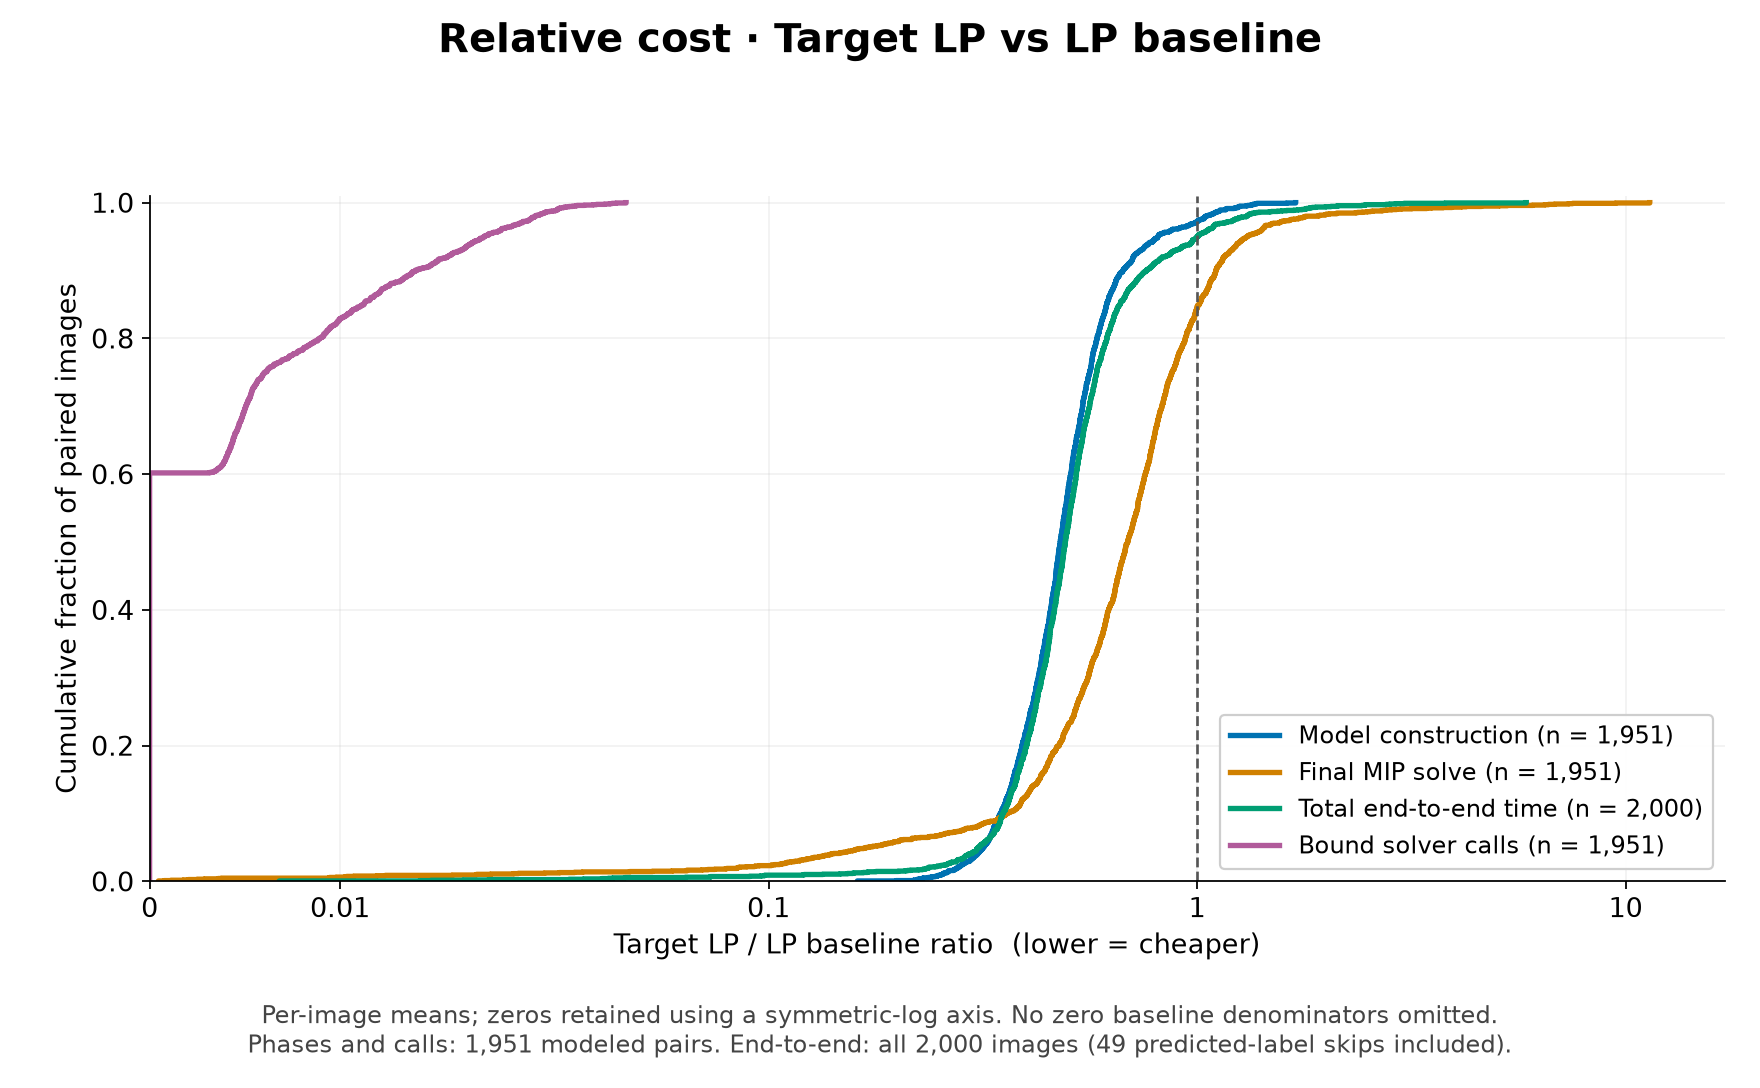 Relative cost · Target LP vs LP baseline
Cumulative fraction of paired images
1.0
0.8
0.6
0.4
0.2
0.0
0
0.01
0.1
1
10
Model construction (n = 1,951)
Final MIP solve (n = 1,951)
Total end-to-end time (n = 2,000)
Bound solver calls (n = 1,951)
Target LP / LP baseline ratio  (lower = cheaper)
Per-image means; zeros retained using a symmetric-log axis. No zero baseline denominators omitted.
Phases and calls: 1,951 modeled pairs. End-to-end: all 2,000 images (49 predicted-label skips included).